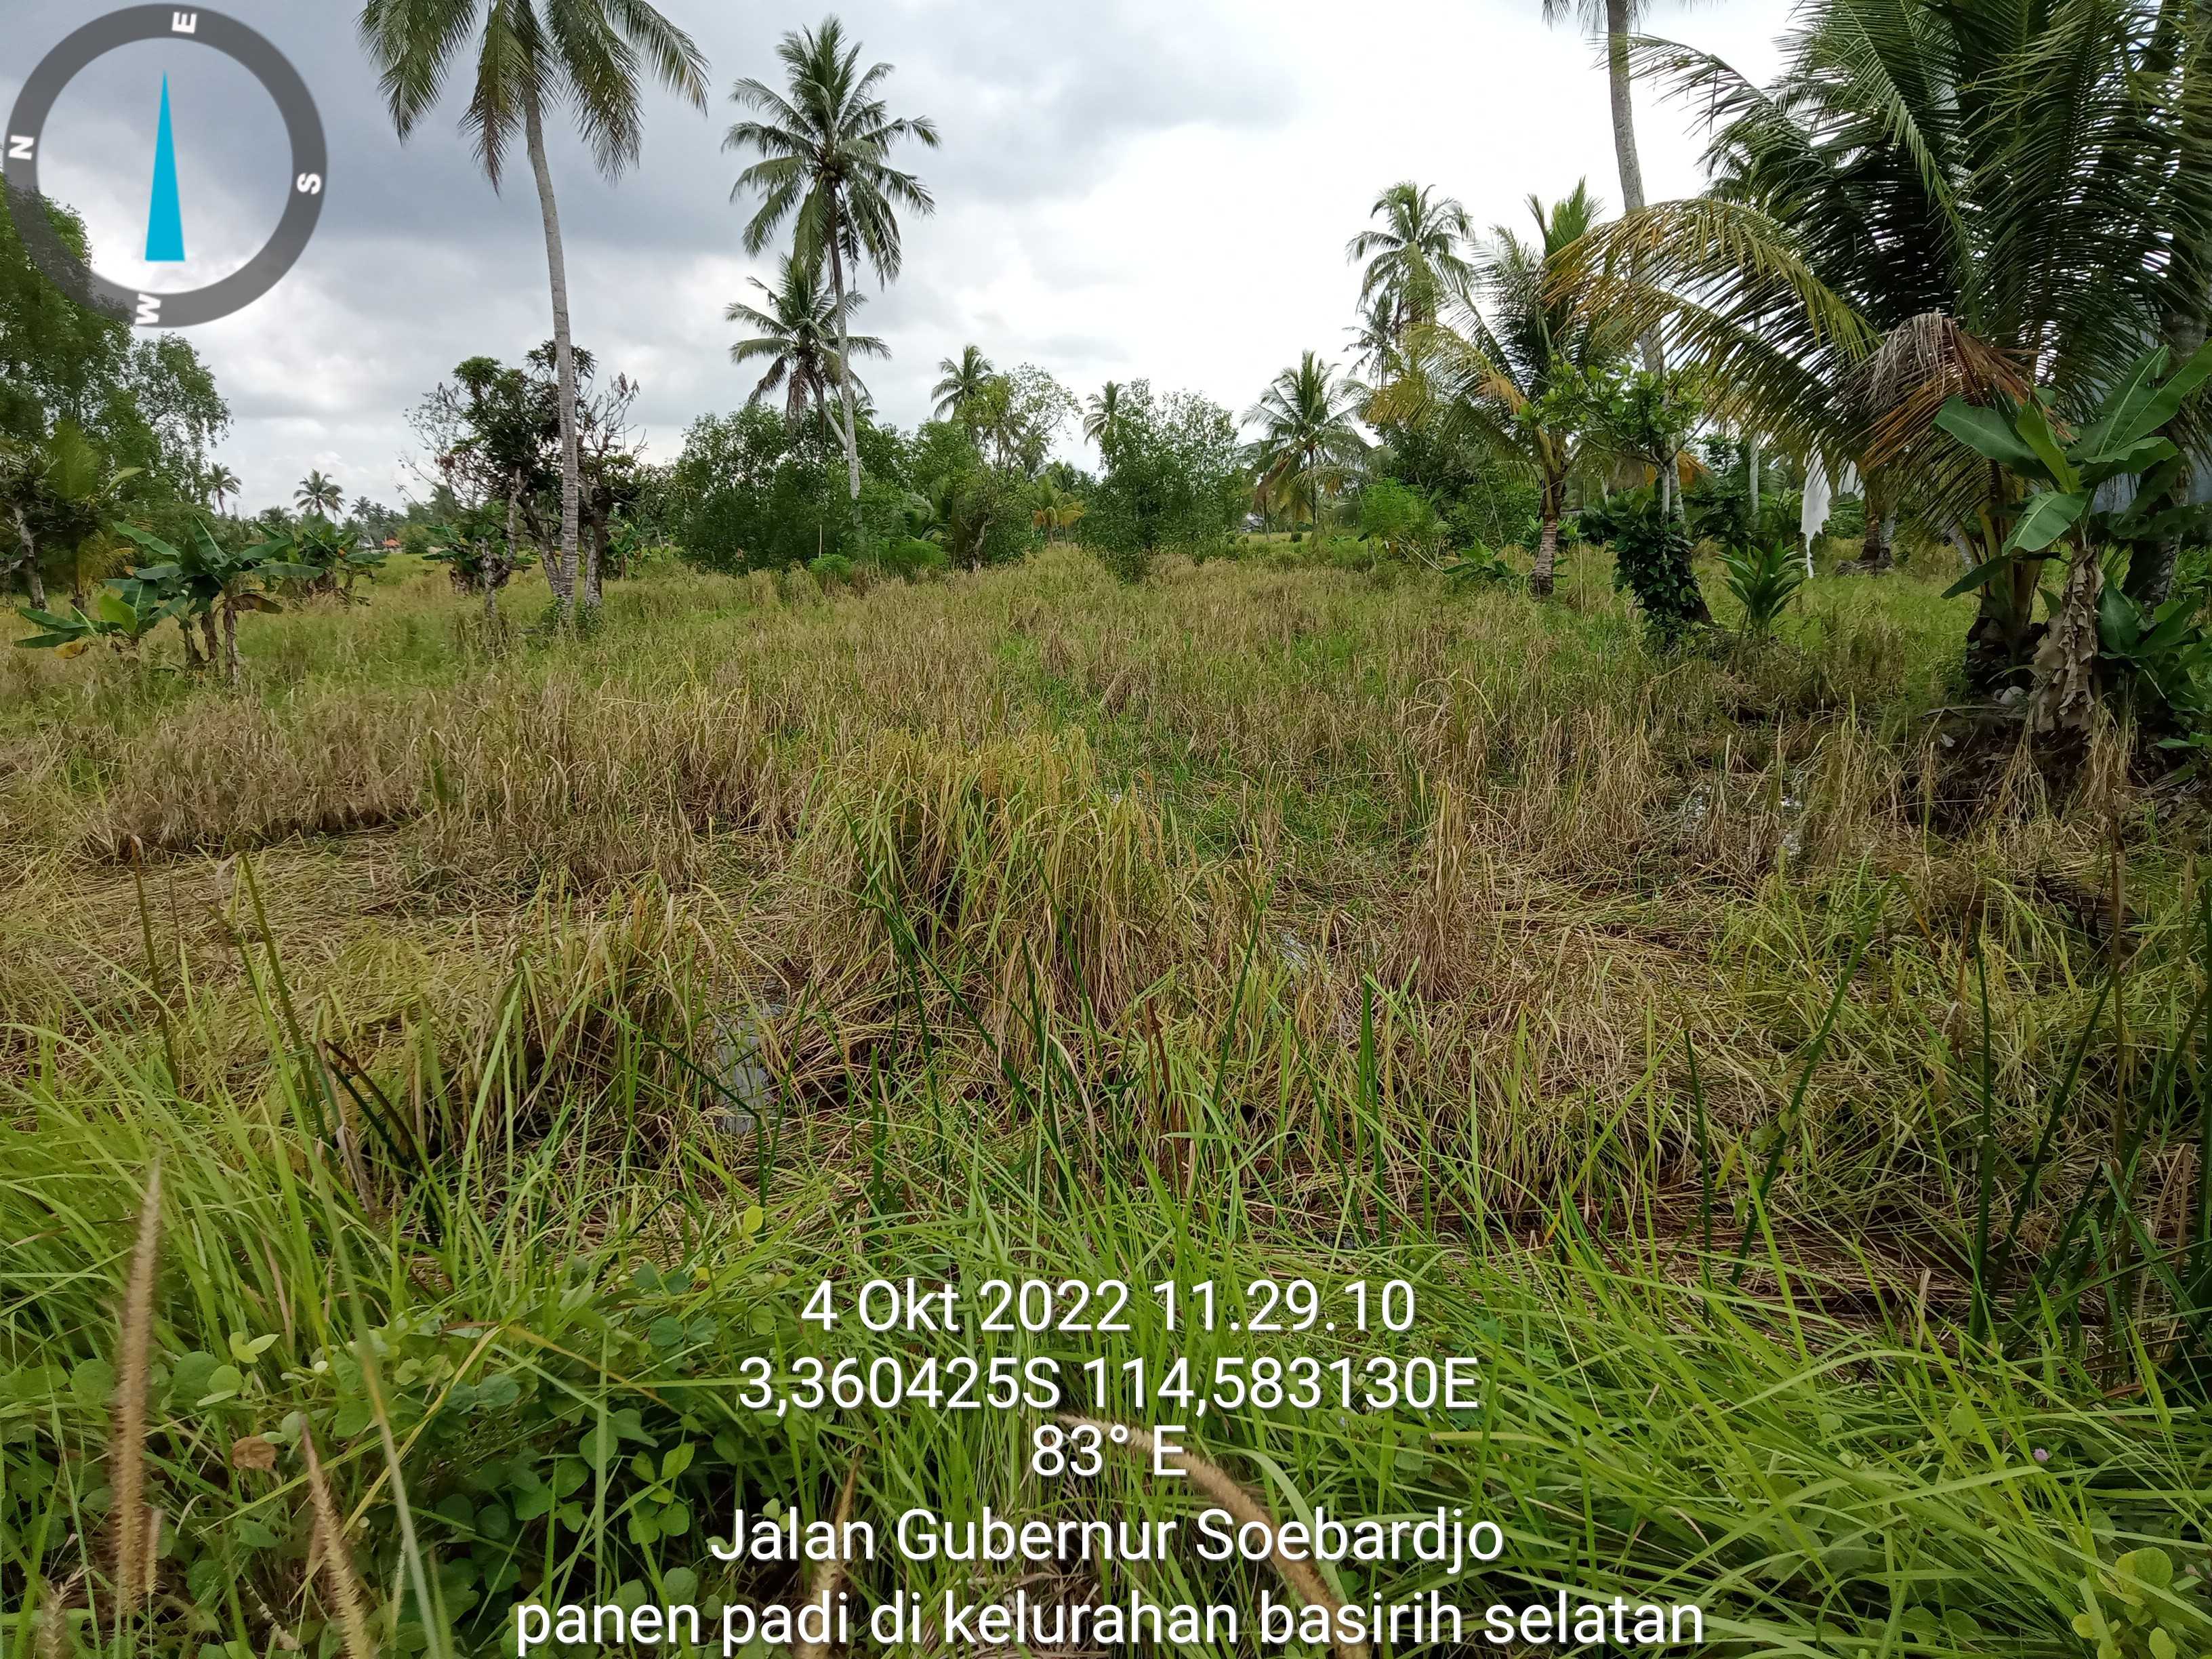 E
N
S
W
4 Okt 2022 11.29.10
3,360425S 114,583130E
83° E
Jalan Gubernur Soebardjo
panen padi di kelurahan basirih selatan